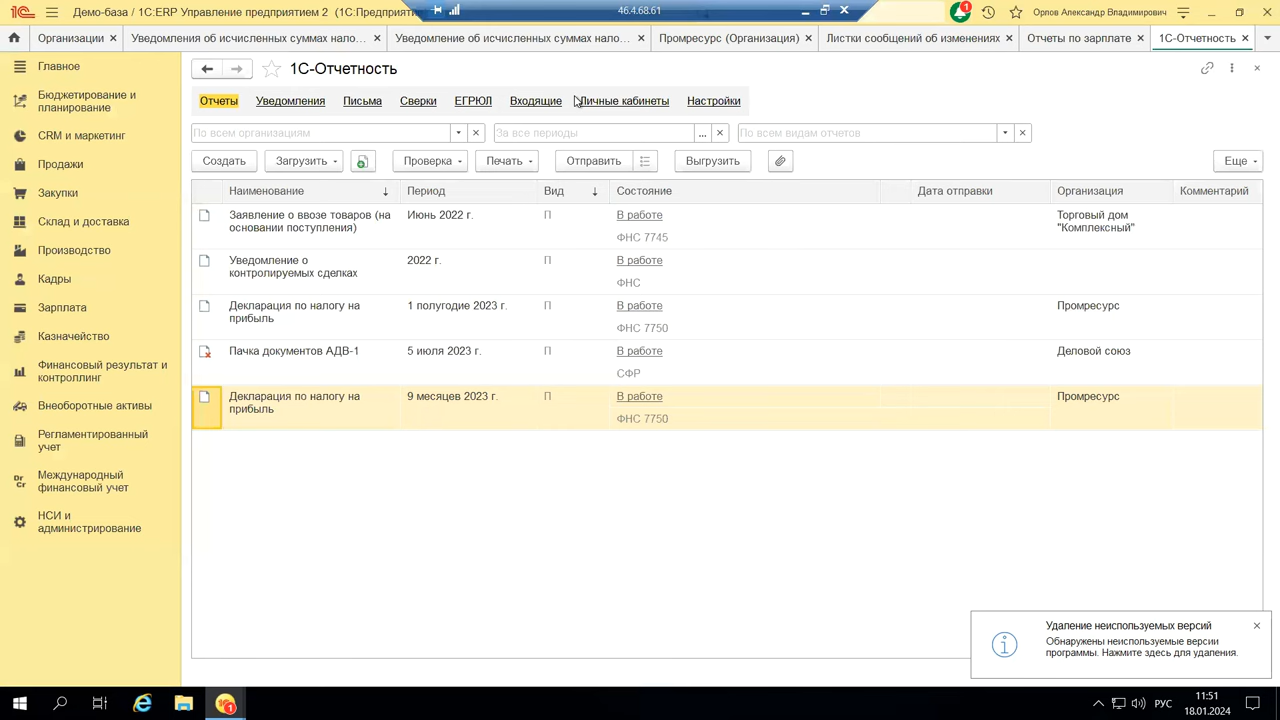 Демо-база / 1С:ERP Управление предприятием 2 (1С:Предприятие
46.4.68.61
1
Орлов Александр Владимирович
Организации
Уведомления об исчисленных суммах нало...
Уведомление об исчисленных суммах нало...
Промресурс (Организация)
Листки сообщений об изменениях
Отчеты по зарплате
1С-Отчетность
Главное
Бюджетирование и
планирование
CRM и маркетинг
Продажи
Закупки
Склад и доставка
Производство
Кадры
Зарплата
Казначейство
Финансовый результат и
контроллинг
Внеоборотные активы
Регламентированный
учет
Международный
финансовый учет
НСИ и
администрирование
1С-Отчетность
Отчеты
Уведомления
Письма
Сверки
ЕГРЮЛ
Входящие
Личные кабинеты
Настройки
По всем организациям
За все периоды
...
По всем видам отчетов
Создать
Загрузить
Проверка
Печать
Отправить
Выгрузить
Еще
Наименование
Период
Вид
Состояние
Дата отправки
Организация
Комментарий
Заявление о ввозе товаров (на
основании поступления)
Июнь 2022 г.
П
В работе
ФНС 7745
Торговый дом
"Комплексный"
Уведомление о
контролируемых сделках
2022 г.
П
В работе
ФНС
Декларация по налогу на
прибыль
1 полугодие 2023 г.
П
В работе
ФНС 7750
Промресурс
Пачка документов АДВ-1
5 июля 2023 г.
П
В работе
СФР
Деловой союз
Декларация по налогу на
прибыль
9 месяцев 2023 г.
П
В работе
ФНС 7750
Промресурс
Удаление неиспользуемых версий
Обнаружены неиспользуемые версии
программы. Нажмите здесь для удаления.
1
РУС
11:51
18.01.2024